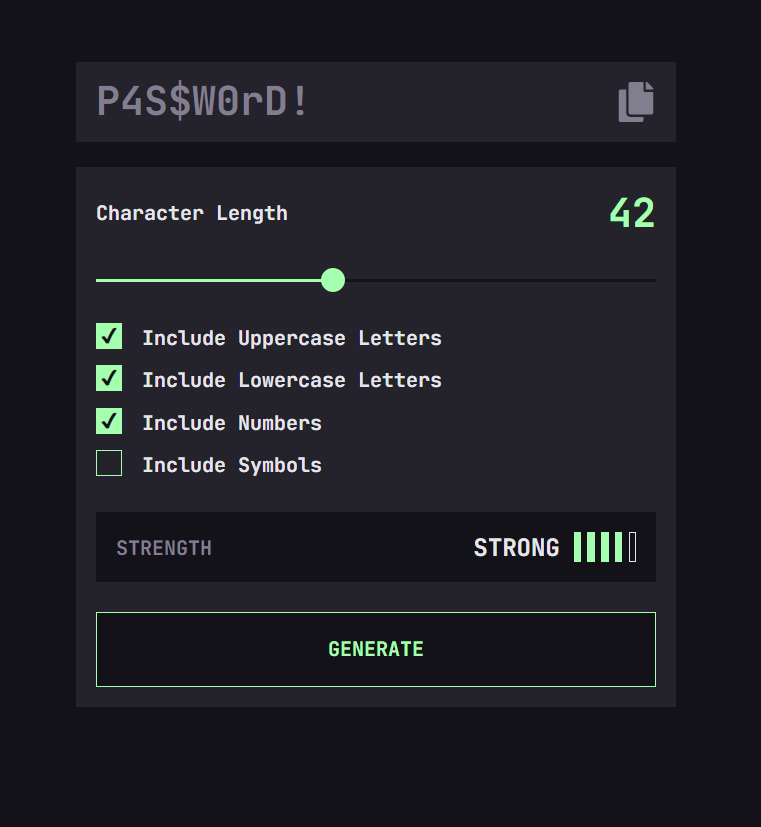 P4S$W0rD!
Character Length 42
Include Uppercase Letters
Include Lowercase Letters
Include Numbers
Include Symbols
STRENGTH STRONG
GENERATE